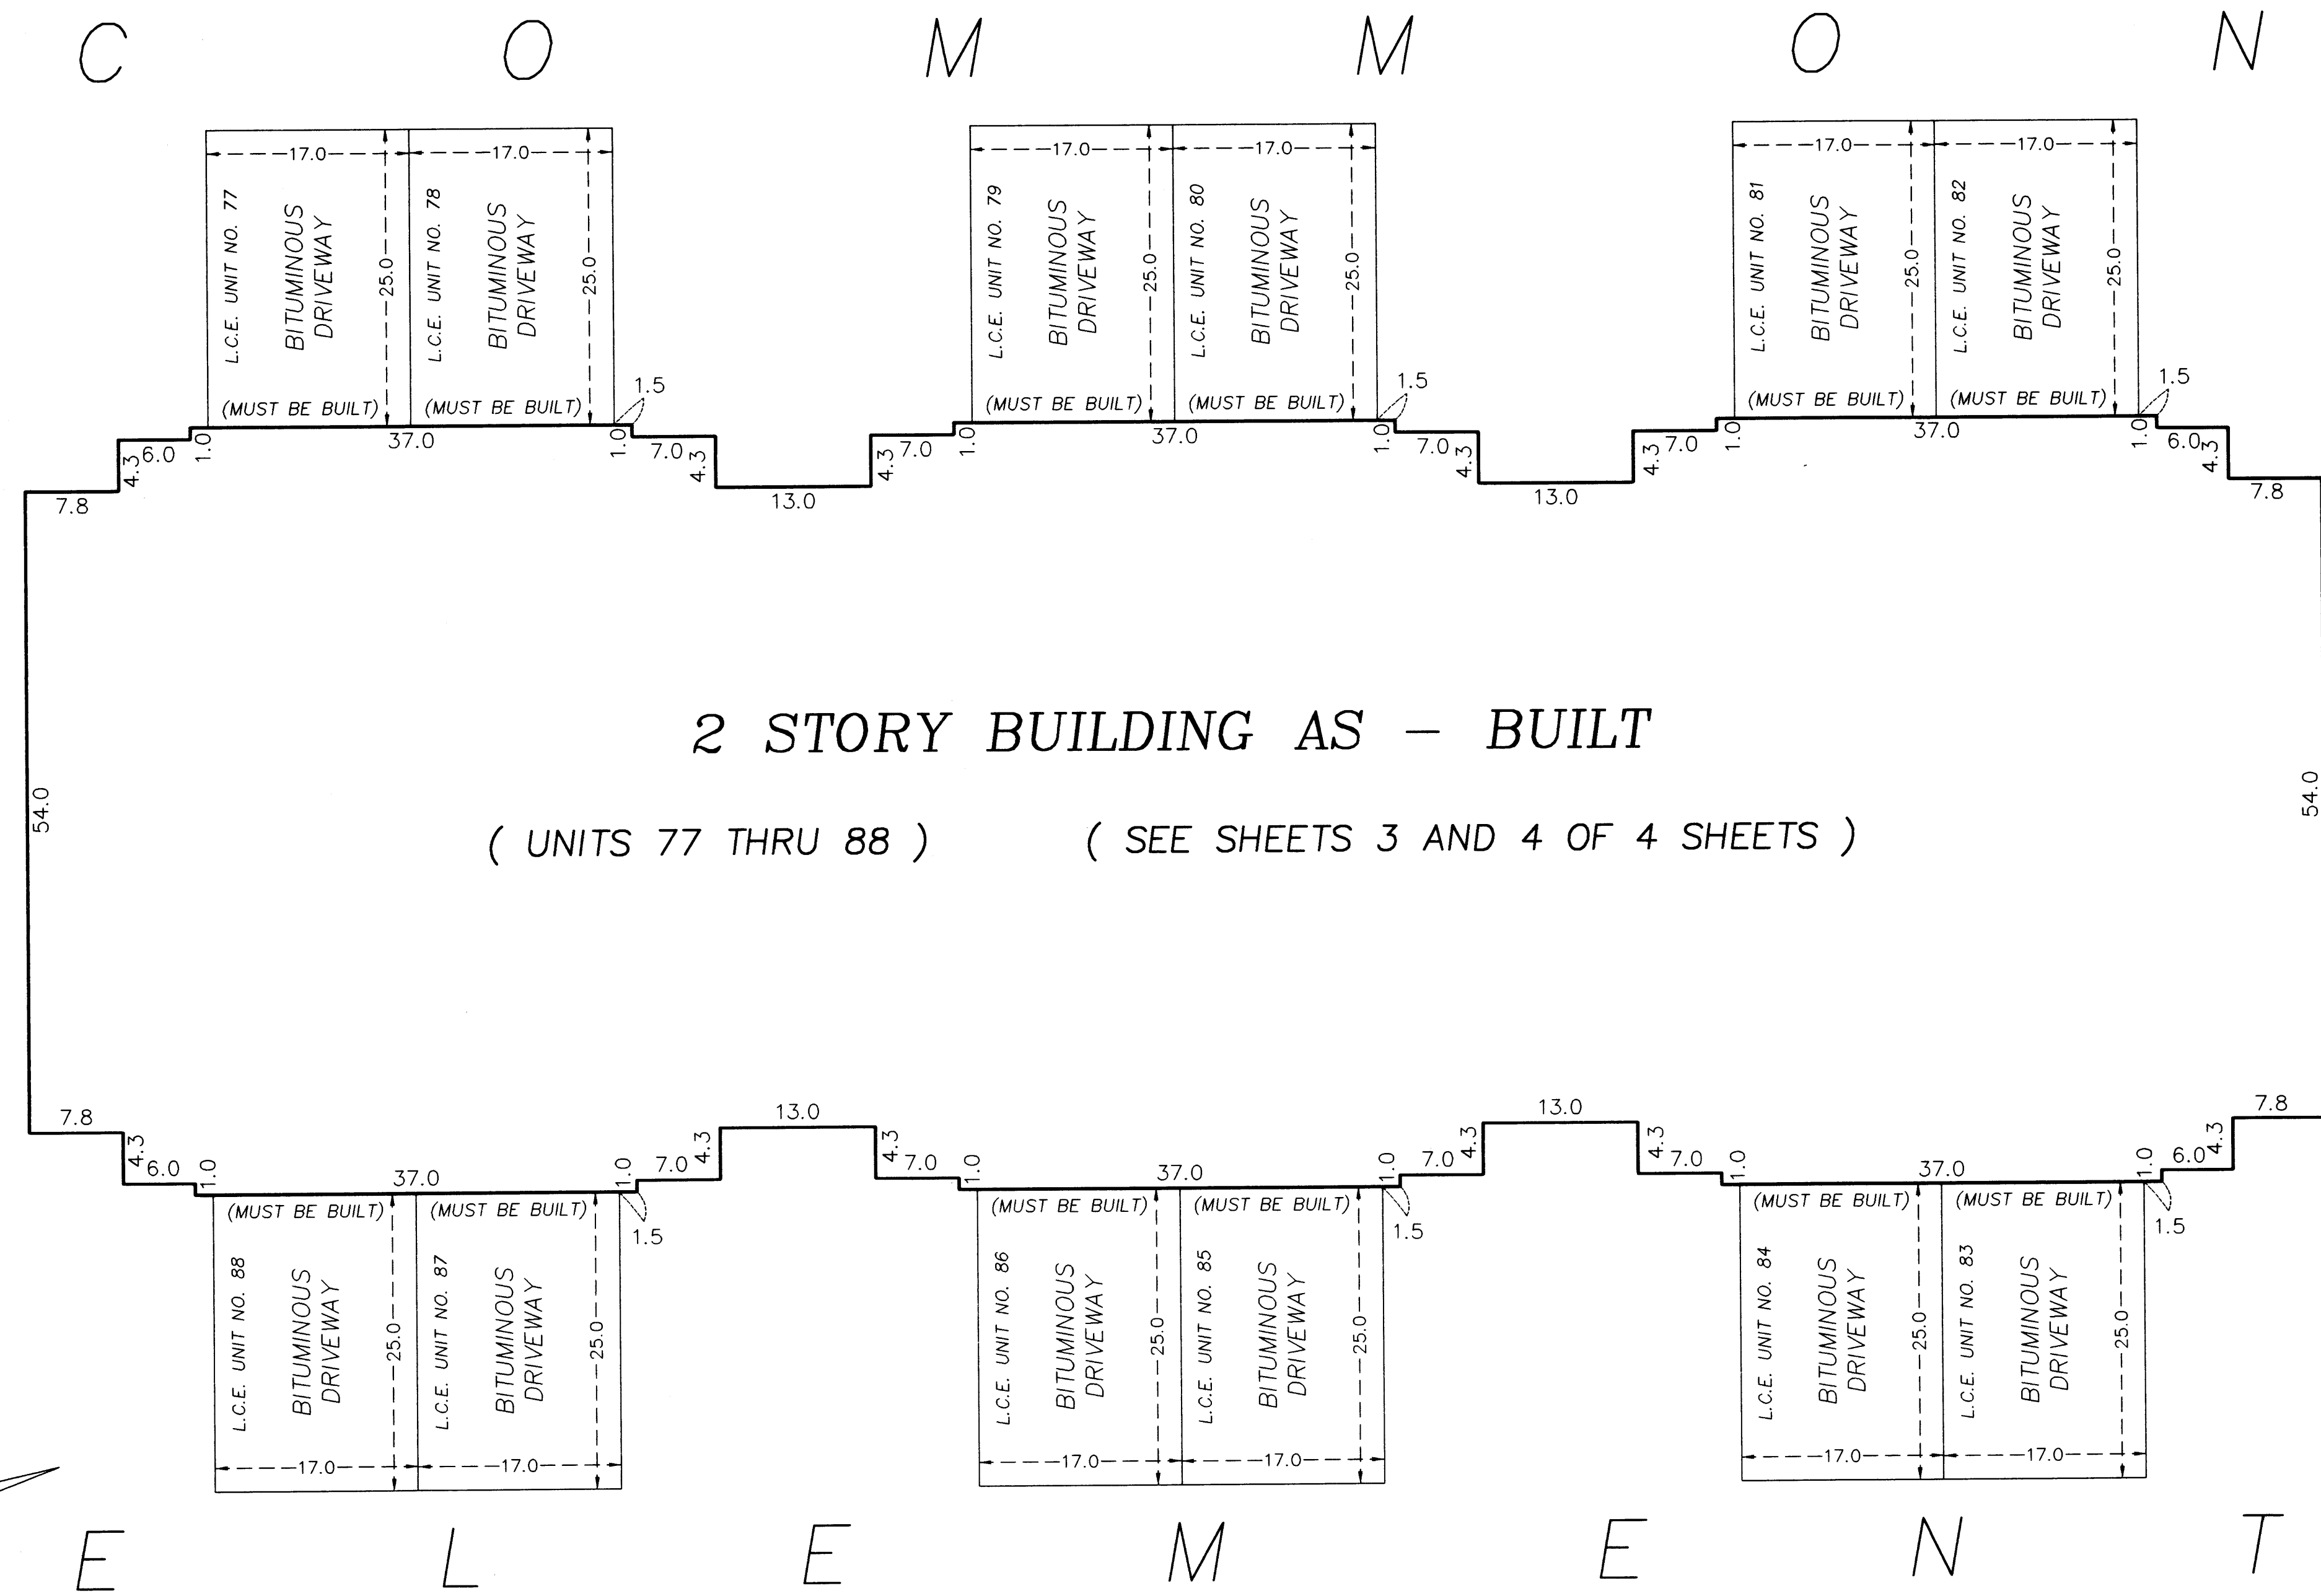 C O M M O N
17.0 17.0 17.0 17.0 17.0 17.0
L.C.E. UNIT NO. 77
BITUMINOUS
DRIVEWAY
25.0
(MUST BE BUILT)
L.C.E. UNIT NO. 78
BITUMINOUS
DRIVEWAY
25.0
(MUST BE BUILT)
1.5
L.C.E. UNIT NO. 79
BITUMINOUS
DRIVEWAY
25.0
(MUST BE BUILT)
L.C.E. UNIT NO. 80
BITUMINOUS
DRIVEWAY
25.0
(MUST BE BUILT)
1.5
L.C.E. UNIT NO. 81
BITUMINOUS
DRIVEWAY
25.0
(MUST BE BUILT)
L.C.E. UNIT NO. 82
BITUMINOUS
DRIVEWAY
25.0
(MUST BE BUILT)
1.5
7.8 4.3 6.0 1.0 37.0 1.0 7.0 4.3 13.0 4.3 7.0 1.0 37.0 1.0 7.0 4.3 13.0 4.3 7.0 1.0 37.0 1.0 6.0 4.3 7.8
2 STORY BUILDING AS - BUILT
54.0
54.0
( UNITS 77 THRU 88 ) ( SEE SHEETS 3 AND 4 OF 4 SHEETS )
7.8 4.3 6.0 1.0 37.0 1.0 7.0 4.3 13.0 4.3 7.0 1.0 37.0 1.0 7.0 4.3 13.0 4.3 7.0 1.0 37.0 1.0 6.0 4.3 7.8
(MUST BE BUILT)
L.C.E. UNIT NO. 88
BITUMINOUS
DRIVEWAY
25.0
(MUST BE BUILT)
L.C.E. UNIT NO. 87
BITUMINOUS
DRIVEWAY
25.0
1.5
(MUST BE BUILT)
L.C.E. UNIT NO. 86
BITUMINOUS
DRIVEWAY
25.0
(MUST BE BUILT)
L.C.E. UNIT NO. 85
BITUMINOUS
DRIVEWAY
25.0
1.5
(MUST BE BUILT)
L.C.E. UNIT NO. 84
BITUMINOUS
DRIVEWAY
25.0
(MUST BE BUILT)
L.C.E. UNIT NO. 83
BITUMINOUS
DRIVEWAY
25.0
1.5
17.0 17.0 17.0 17.0 17.0 17.0
E L E M E N T